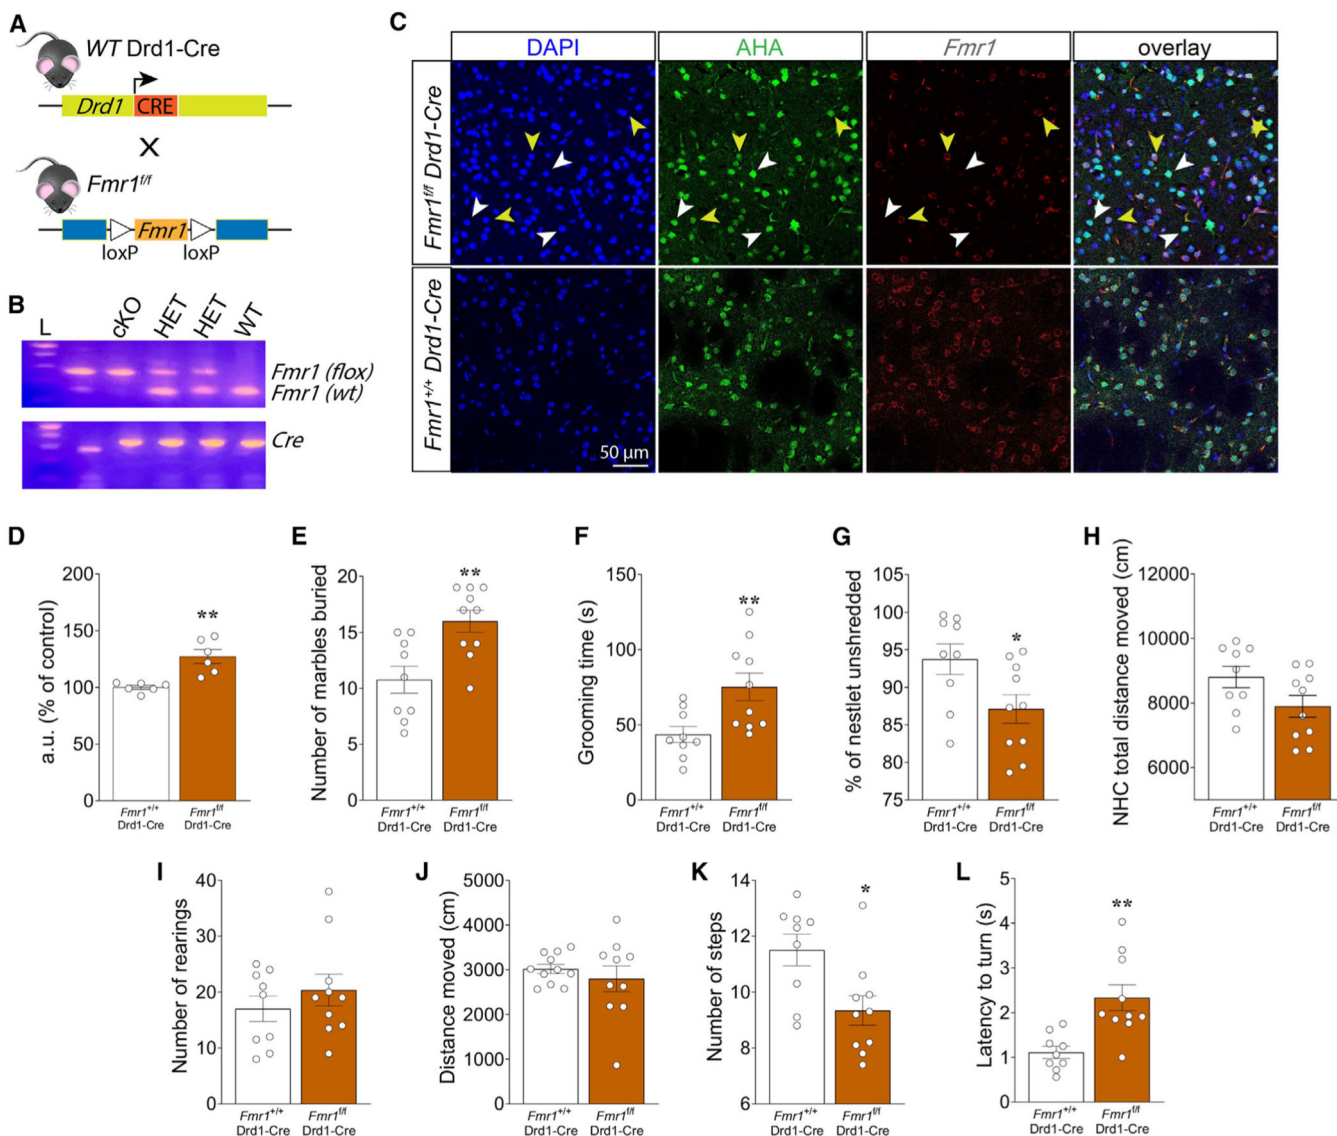 A
WT Drd1-Cre
Drd1 CRE
X
Fmr1f/f
Fmr1
loxP loxP
B
L cKO HET HET WT
Fmr1 (flox)
Fmr1 (wt)
Cre
C
DAPI AHA Fmr1 overlay
Fmr1f/f Drd1-Cre
Fmr1+/+ Drd1-Cre
50 µm
D
a.u. (% of control)
200
150
100
50
0
**
Fmr1+/+ Fmr1f/f
Drd1-Cre Drd1-Cre
E
Number of marbles buried
20
15
10
5
0
**
Fmr1+/+ Fmr1f/f
Drd1-Cre Drd1-Cre
F
Grooming time (s)
150
100
50
0
**
Fmr1+/+ Fmr1f/f
Drd1-Cre Drd1-Cre
G
% of nestlet unshredded
105
100
95
90
85
80
75
*
Fmr1+/+ Fmr1f/f
Drd1-Cre Drd1-Cre
H
NHC total distance moved (cm)
12000
10000
8000
6000
Fmr1+/+ Fmr1f/f
Drd1-Cre Drd1-Cre
I
Number of rearings
40
30
20
10
0
Fmr1+/+ Fmr1f/f
Drd1-Cre Drd1-Cre
J
Distance moved (cm)
5000
4000
3000
2000
1000
0
Fmr1+/+ Fmr1f/f
Drd1-Cre Drd1-Cre
K
Number of steps
14
12
10
8
6
*
Fmr1+/+ Fmr1f/f
Drd1-Cre Drd1-Cre
L
Latency to turn (s)
5
4
3
2
1
0
**
Fmr1+/+ Fmr1f/f
Drd1-Cre Drd1-Cre